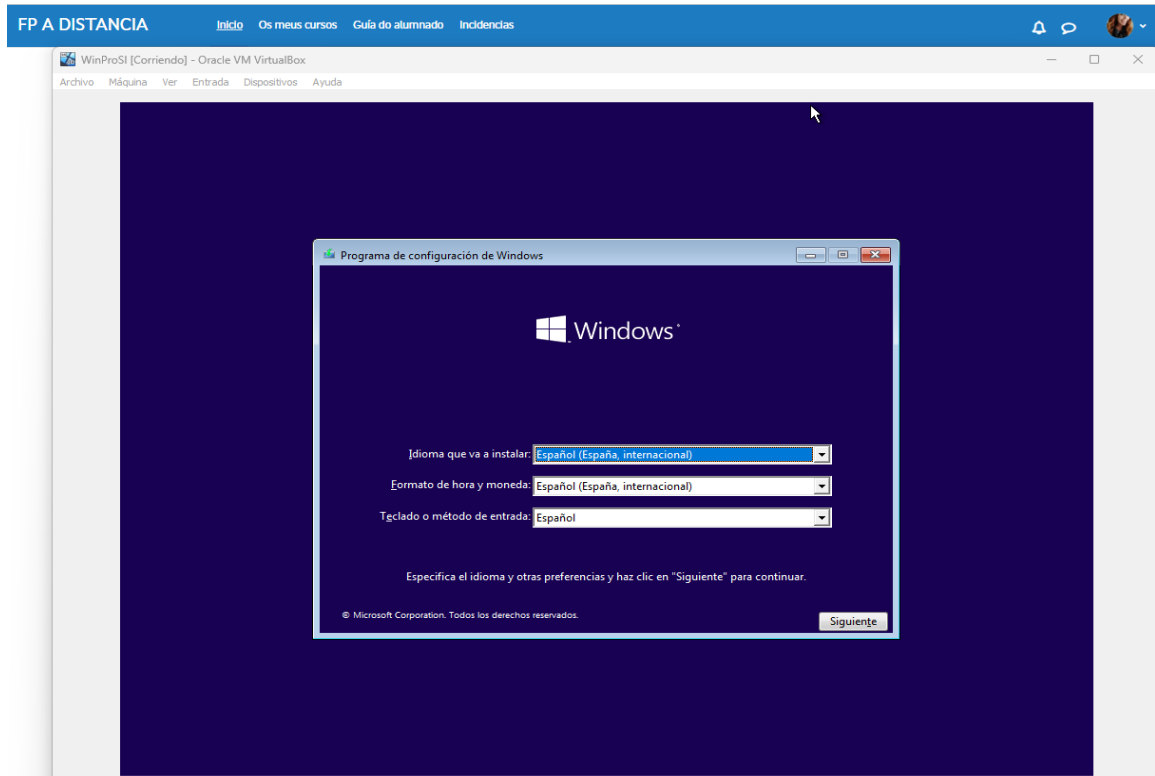 FP A DISTANCIA Inicio Os meus cursos Guía do alumnado Incidencias
WinProSI [Corriendo] - Oracle VM VirtualBox
Archivo Máquina Ver Entrada Dispositivos Ayuda
Programa de configuración de Windows
Windows
Idioma que va a instalar: Español (España, internacional)
Formato de hora y moneda: Español (España, internacional)
Teclado o método de entrada: Español
Especifica el idioma y otras preferencias y haz clic en "Siguiente" para continuar.
© Microsoft Corporation. Todos los derechos reservados.
Siguiente